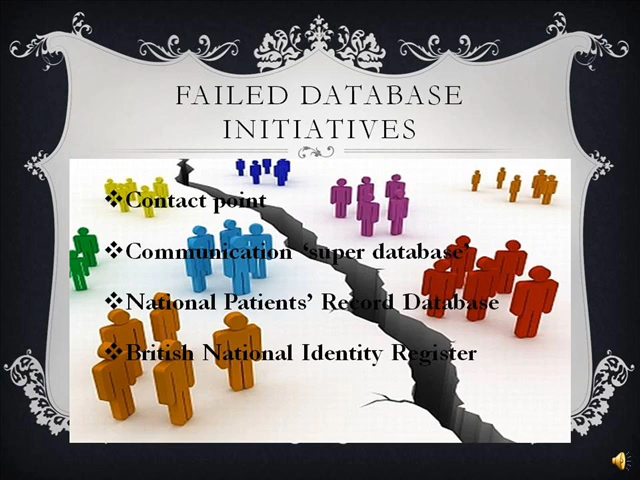 FAILED DATABASE
INITIATIVES
❖Contact point
❖Communication ‘super database’
❖National Patients’ Record Database
❖British National Identity Register